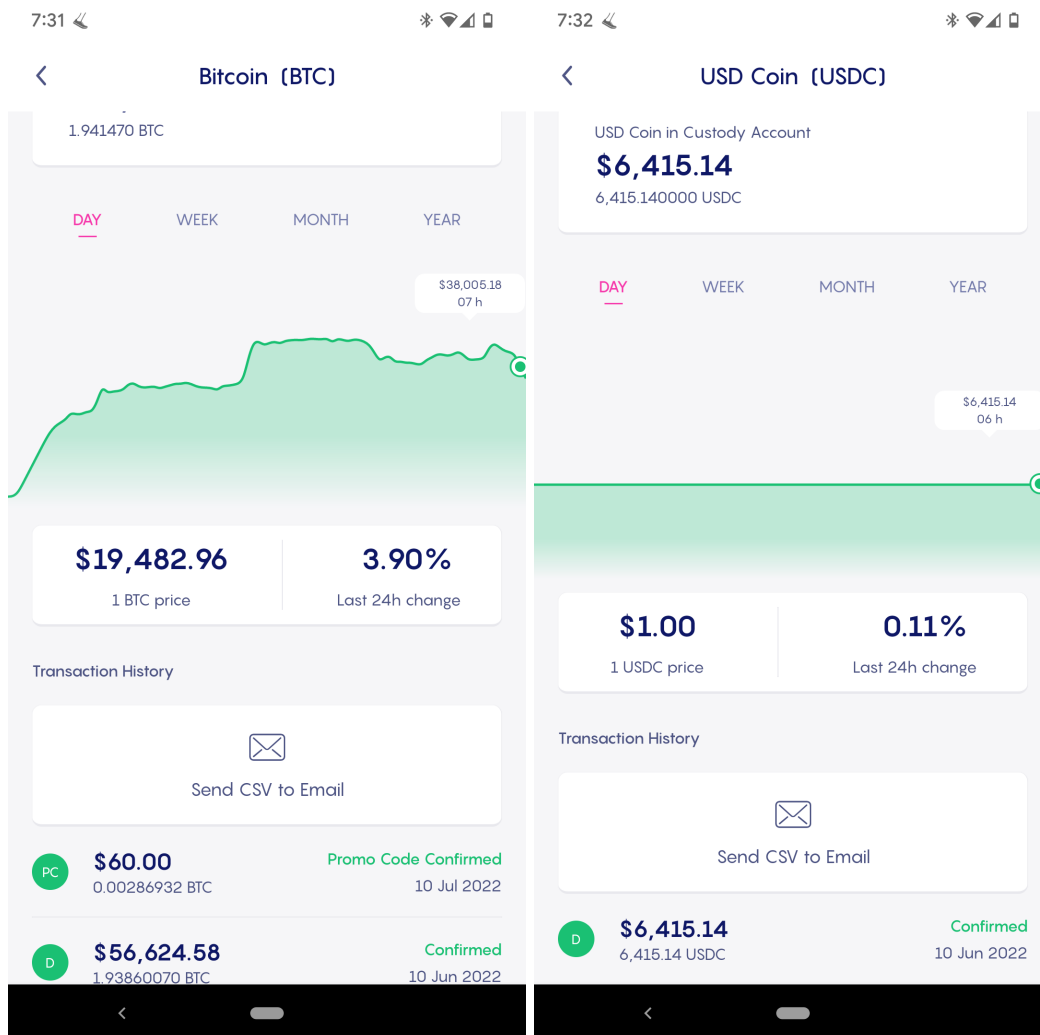 7:31
Bitcoin (BTC)
1.941470 BTC
DAY WEEK MONTH YEAR
$38,005.18
07 h
$19,482.96 3.90%
1 BTC price Last 24h change
Transaction History
Send CSV to Email
PC $60.00 Promo Code Confirmed
0.00286932 BTC 10 Jul 2022
D $56,624.58 Confirmed
1.93860070 BTC 10 Jun 2022
7:32
USD Coin (USDC)
USD Coin in Custody Account
$6,415.14
6,415.140000 USDC
DAY WEEK MONTH YEAR
$6,415.14
06 h
$1.00 0.11%
1 USDC price Last 24h change
Transaction History
Send CSV to Email
D $6,415.14 Confirmed
6,415.14 USDC 10 Jun 2022